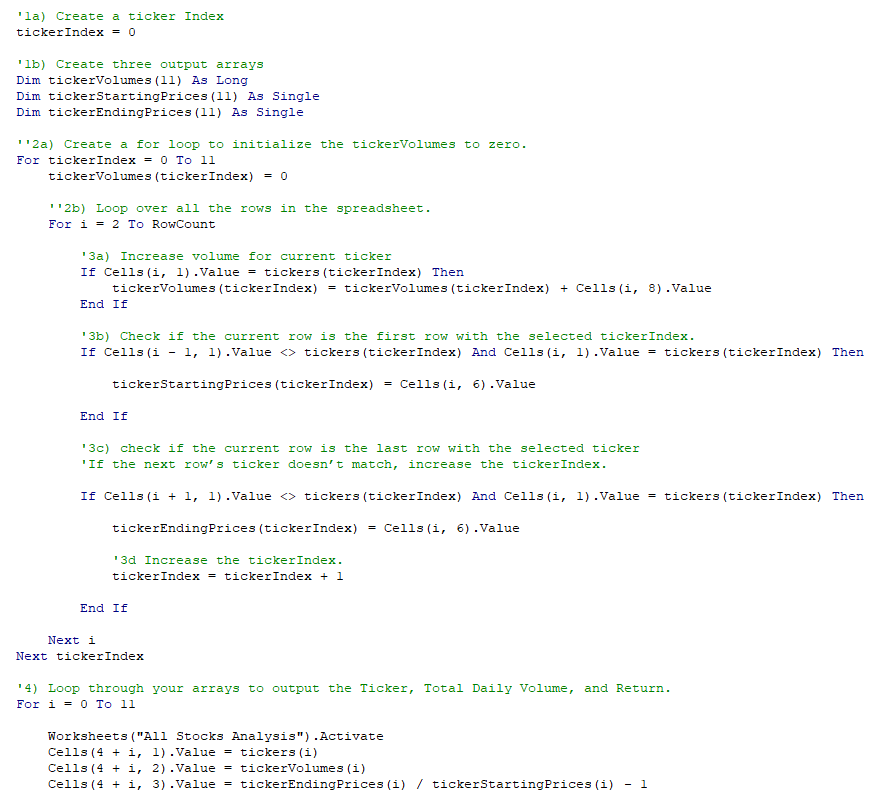 '1a) Create a ticker Index
tickerIndex = 0
'1b) Create three output arrays
Dim tickerVolumes(11) As Long
Dim tickerStartingPrices(11) As Single
Dim tickerEndingPrices(11) As Single
''2a) Create a for loop to initialize the tickerVolumes to zero.
For tickerIndex = 0 To 11
tickerVolumes(tickerIndex) = 0
''2b) Loop over all the rows in the spreadsheet.
For i = 2 To RowCount
'3a) Increase volume for current ticker
If Cells(i, 1).Value = tickers(tickerIndex) Then
tickerVolumes(tickerIndex) = tickerVolumes(tickerIndex) + Cells(i, 8).Value
End If
'3b) Check if the current row is the first row with the selected tickerIndex.
If Cells(i - 1, 1).Value <> tickers(tickerIndex) And Cells(i, 1).Value = tickers(tickerIndex) Then
tickerStartingPrices(tickerIndex) = Cells(i, 6).Value
End If
'3c) check if the current row is the last row with the selected ticker
'If the next row’s ticker doesn’t match, increase the tickerIndex.
If Cells(i + 1, 1).Value <> tickers(tickerIndex) And Cells(i, 1).Value = tickers(tickerIndex) Then
tickerEndingPrices(tickerIndex) = Cells(i, 6).Value
'3d Increase the tickerIndex.
tickerIndex = tickerIndex + 1
End If
Next i
Next tickerIndex
'4) Loop through your arrays to output the Ticker, Total Daily Volume, and Return.
For i = 0 To 11
Worksheets("All Stocks Analysis").Activate
Cells(4 + i, 1).Value = tickers(i)
Cells(4 + i, 2).Value = tickerVolumes(i)
Cells(4 + i, 3).Value = tickerEndingPrices(i) / tickerStartingPrices(i) - 1